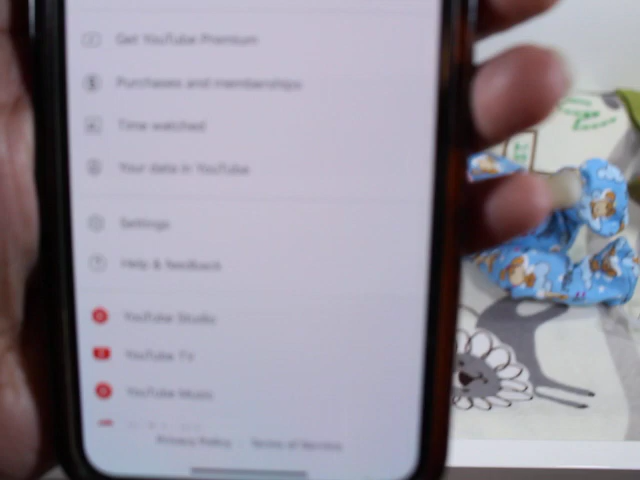 Get YouTube Premium
Purchases and memberships
Time watched
Your data in YouTube
Settings
Help & feedback
YouTube Studio
YouTube TV
YouTube Music
Privacy Policy Terms of Service